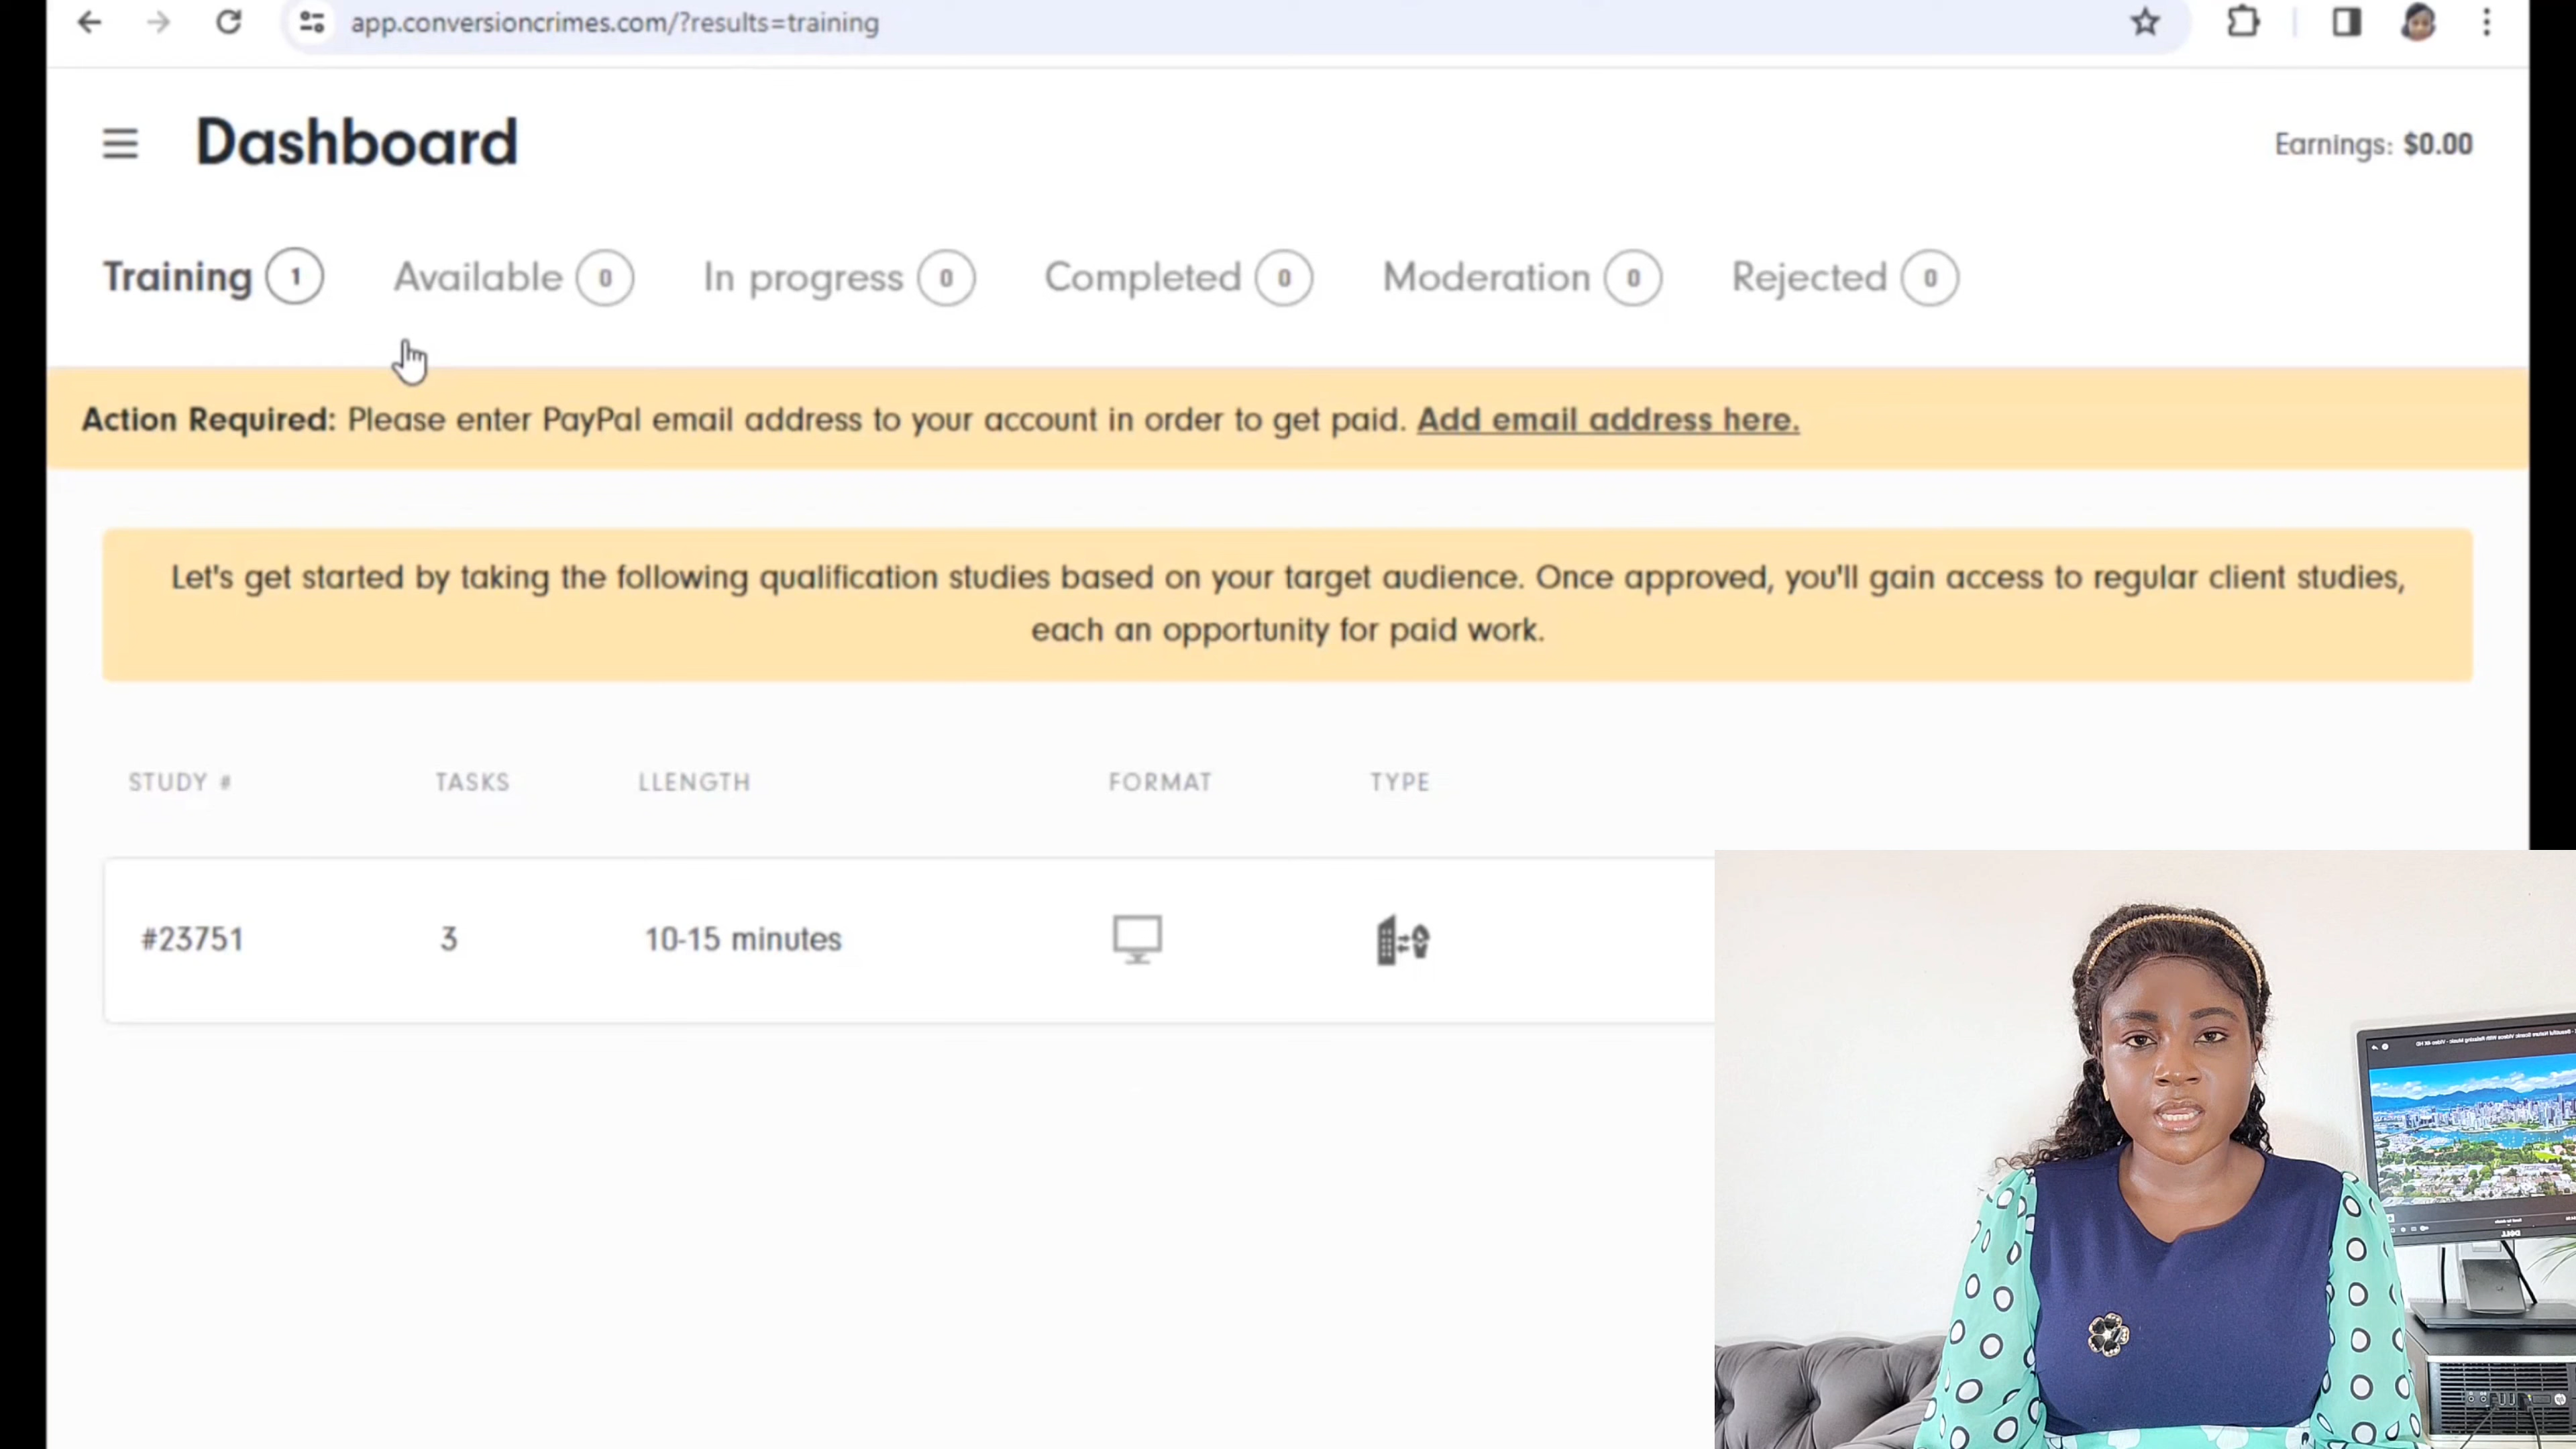 app.conversioncrimes.com/?results=training
Dashboard
Earnings: $0.00
Training 1 Available 0 In progress 0 Completed 0 Moderation 0 Rejected 0
Action Required: Please enter PayPal email address to your account in order to get paid. Add email address here.
Let's get started by taking the following qualification studies based on your target audience. Once approved, you'll gain access to regular client studies,
each an opportunity for paid work.
STUDY # TASKS LLENGTH FORMAT TYPE
#23751 3 10-15 minutes
DELL